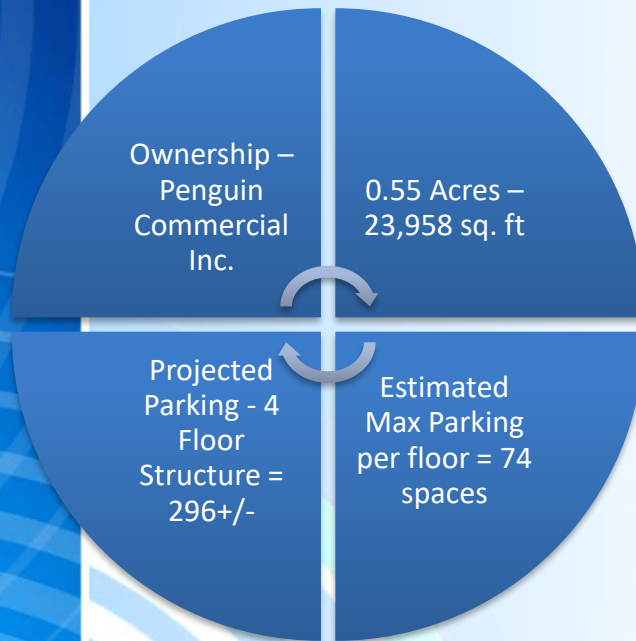 Ownership –
Penguin
Commercial
Inc.
0.55 Acres –
23,958 sq. ft
Projected
Parking - 4
Floor
Structure =
296+/-
Estimated
Max Parking
per floor = 74
spaces